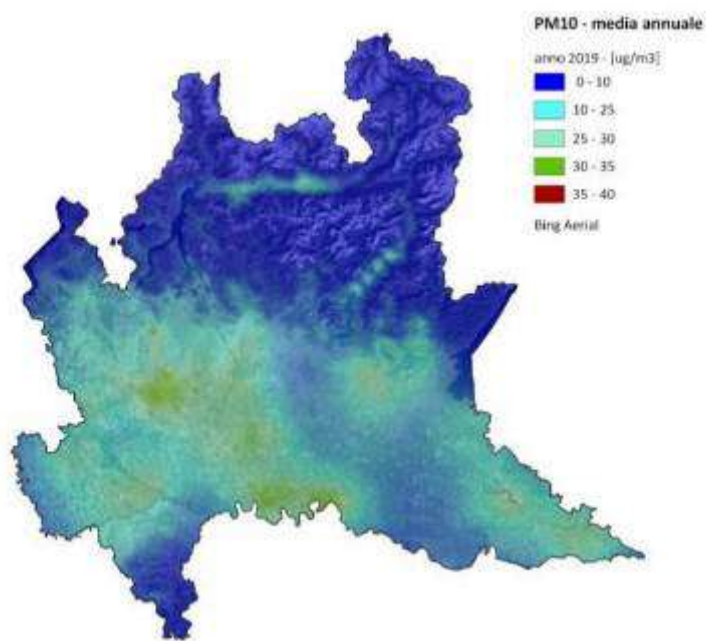 PM10 - media annuale
anno 2019 - [ug/m3]
0 - 10
10 - 25
25 - 30
30 - 35
35 - 40
Bing Aerial